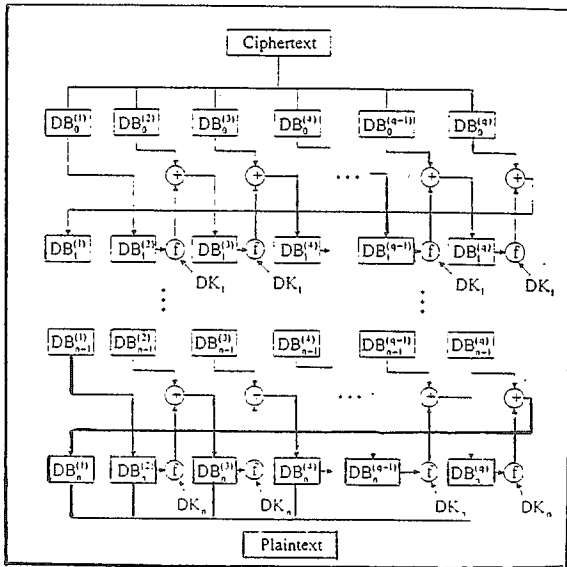 Ciphertext
DB₀⁽¹⁾ DB₀⁽²⁾ DB₀⁽³⁾ DB₀⁽⁴⁾ DB₀⁽q⁻¹⁾ DB₀⁽q⁾
+ + ... + +
DB₁⁽¹⁾ DB₁⁽²⁾ f DB₁⁽³⁾ f DB₁⁽⁴⁾ DB₁⁽q⁻¹⁾ f DB₁⁽q⁾ f
DK₁ DK₁ DK₁ DK₁
DBₙ₋₁⁽¹⁾ DBₙ₋₁⁽²⁾ DBₙ₋₁⁽³⁾ DBₙ₋₁⁽⁴⁾ DBₙ₋₁⁽q⁻¹⁾ DBₙ₋₁⁽q⁾
+ − ... + +
DBₙ⁽¹⁾ DBₙ⁽²⁾ f DBₙ⁽³⁾ f DBₙ⁽⁴⁾ DBₙ⁽q⁻¹⁾ f DBₙ⁽q⁾ f
DKₙ DKₙ DKₙ DKₙ
Plaintext